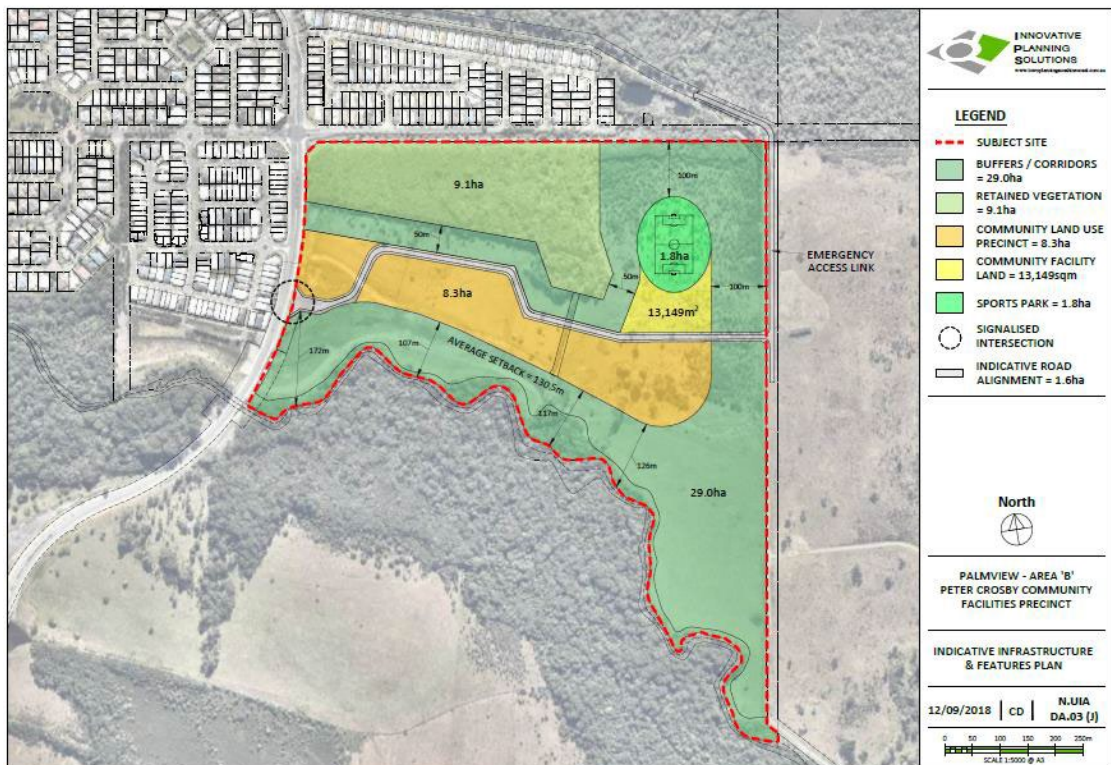 9.1ha
100m
50m
1.8ha
EMERGENCY
ACCESS LINK
50m
100m
8.3ha
13,149m²
172m
107m
AVERAGE SETBACK = 130.5m
117m
126m
29.0ha
INNOVATIVE
PLANNING
SOLUTIONS
LEGEND
SUBJECT SITE
BUFFERS / CORRIDORS
= 29.0ha
RETAINED VEGETATION
= 9.1ha
COMMUNITY LAND USE
PRECINCT = 8.3ha
COMMUNITY FACILITY
LAND = 13,149sqm
SPORTS PARK = 1.8ha
SIGNALISED
INTERSECTION
INDICATIVE ROAD
ALIGNMENT = 1.6ha
North
PALMVIEW - AREA 'B'
PETER CROSBY COMMUNITY
FACILITIES PRECINCT
INDICATIVE INFRASTRUCTURE
& FEATURES PLAN
12/09/2018 CD N.UIA
DA.03 (J)
0 50 100 150 200 250m
SCALE 1:5000 @ A3